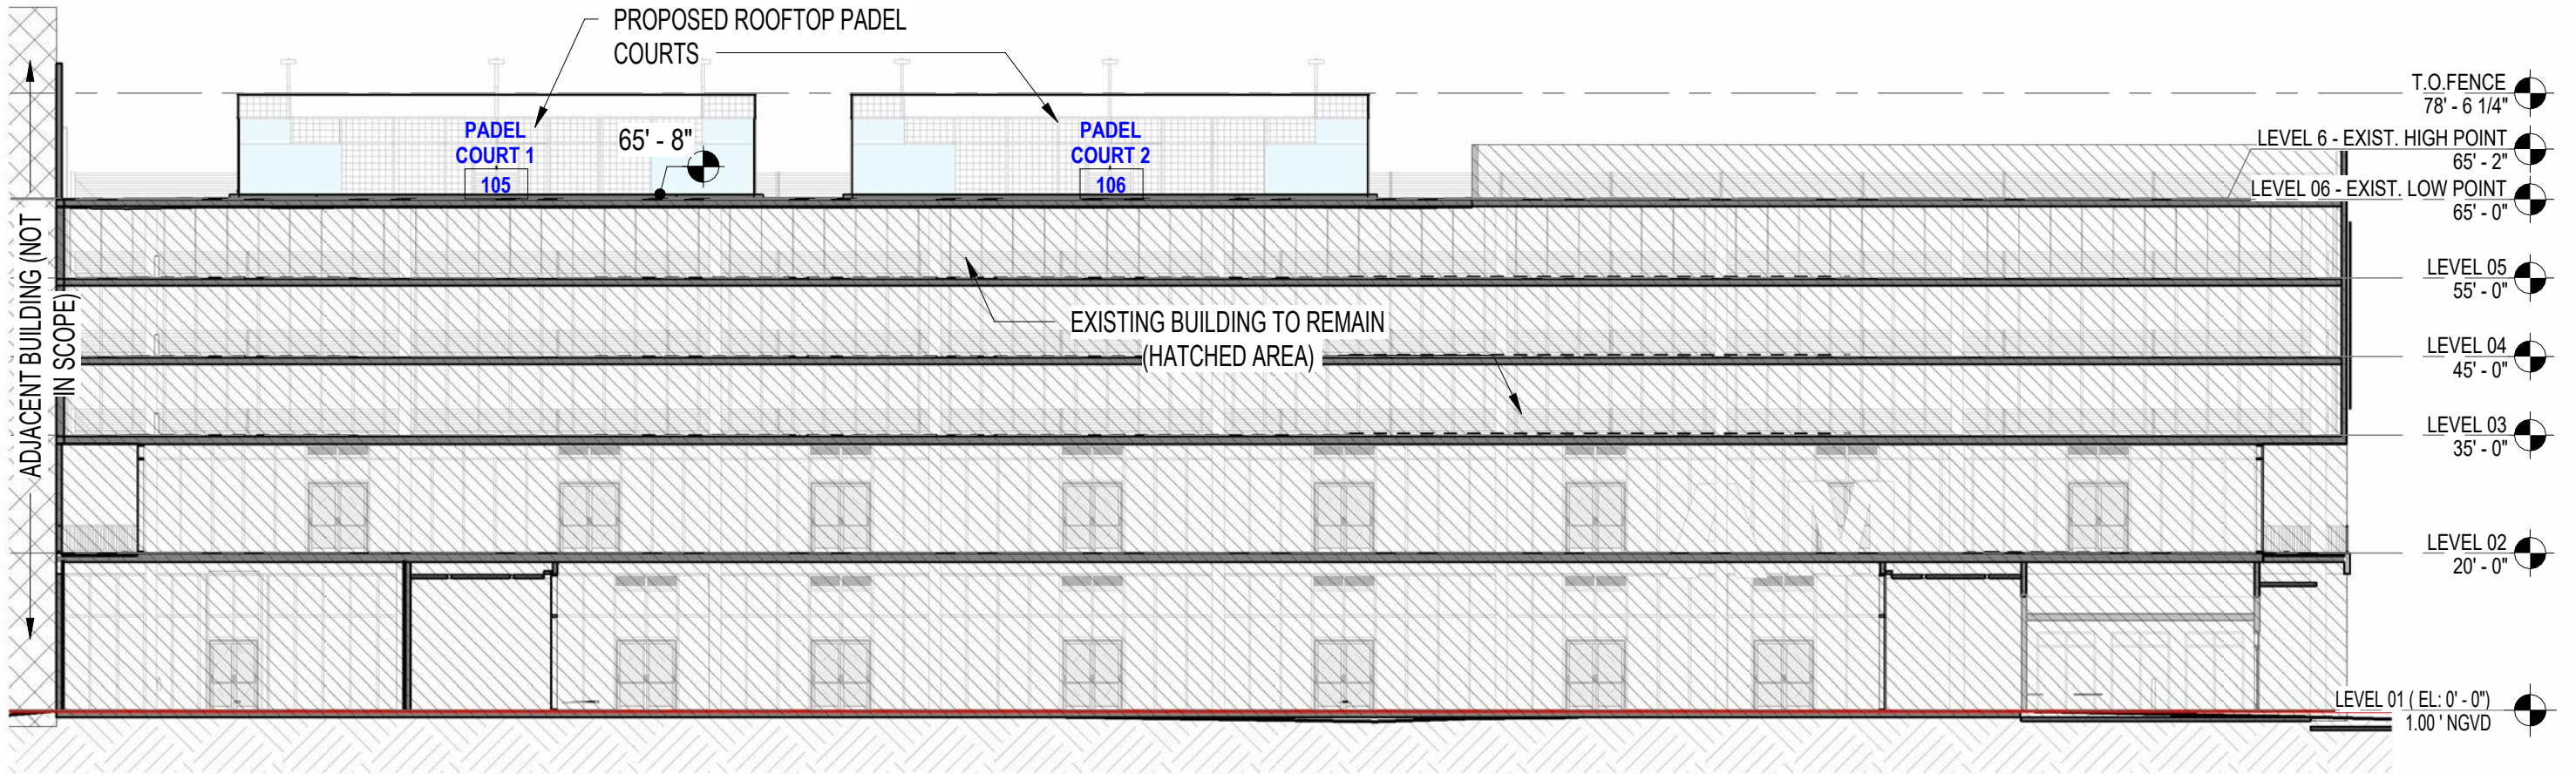 PROPOSED ROOFTOP PADEL
COURTS
T.O.FENCE
78' - 6 1/4"
PADEL
COURT 1
105
65' - 8"
PADEL
COURT 2
106
LEVEL 6 - EXIST. HIGH POINT
65' - 2"
LEVEL 06 - EXIST. LOW POINT
65' - 0"
ADJACENT BUILDING (NOT
IN SCOPE)
LEVEL 05
55' - 0"
EXISTING BUILDING TO REMAIN
(HATCHED AREA)
LEVEL 04
45' - 0"
LEVEL 03
35' - 0"
LEVEL 02
20' - 0"
LEVEL 01 ( EL: 0' - 0")
1.00 ' NGVD